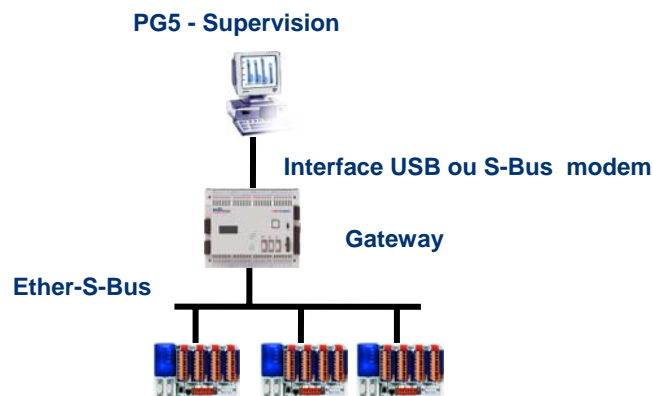 PG5 - Supervision
Interface USB ou S-Bus modem
Gateway
Ether-S-Bus